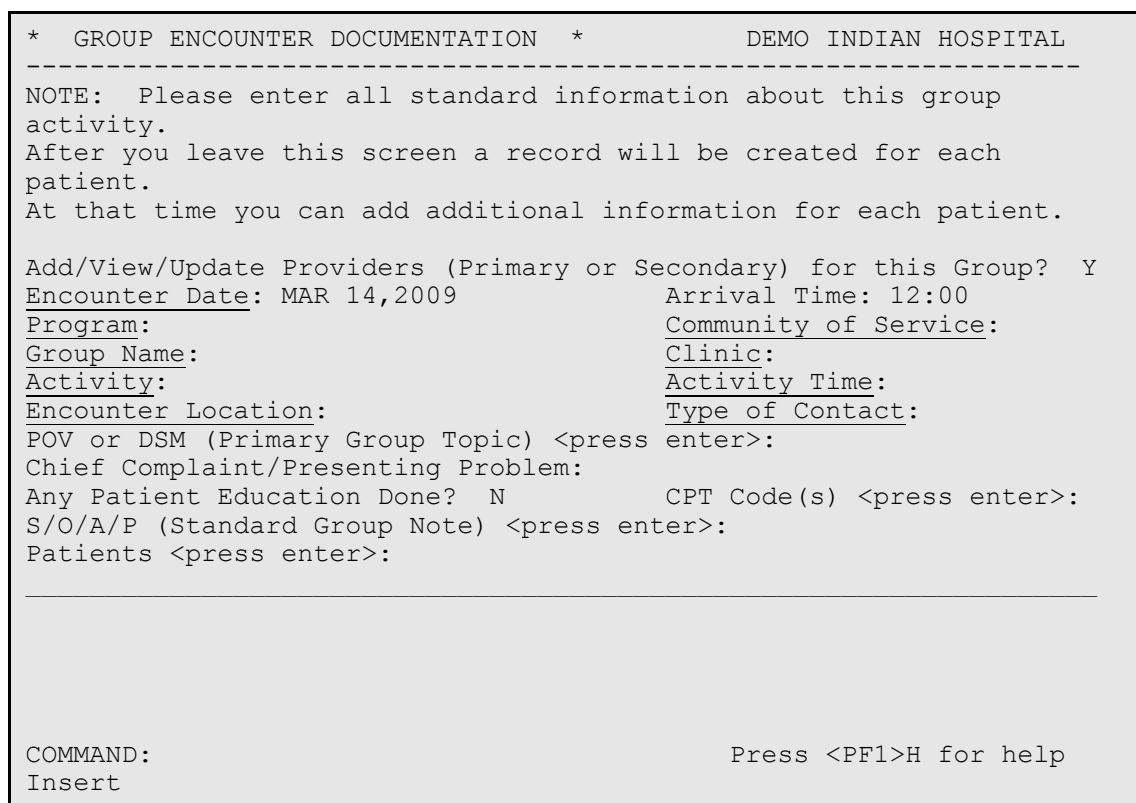 *  GROUP ENCOUNTER DOCUMENTATION  *          DEMO INDIAN HOSPITAL
-------------------------------------------------------------------
NOTE:  Please enter all standard information about this group
activity.
After you leave this screen a record will be created for each
patient.
At that time you can add additional information for each patient.

Add/View/Update Providers (Primary or Secondary) for this Group?  Y
Encounter Date: MAR 14,2009             Arrival Time: 12:00
Program:                                Community of Service:
Group Name:                             Clinic:
Activity:                               Activity Time:
Encounter Location:                     Type of Contact:
POV or DSM (Primary Group Topic) <press enter>:
Chief Complaint/Presenting Problem:
Any Patient Education Done?  N          CPT Code(s) <press enter>:
S/O/A/P (Standard Group Note) <press enter>:
Patients <press enter>:
____________________________________________________________________
COMMAND:                                    Press <PF1>H for help
Insert